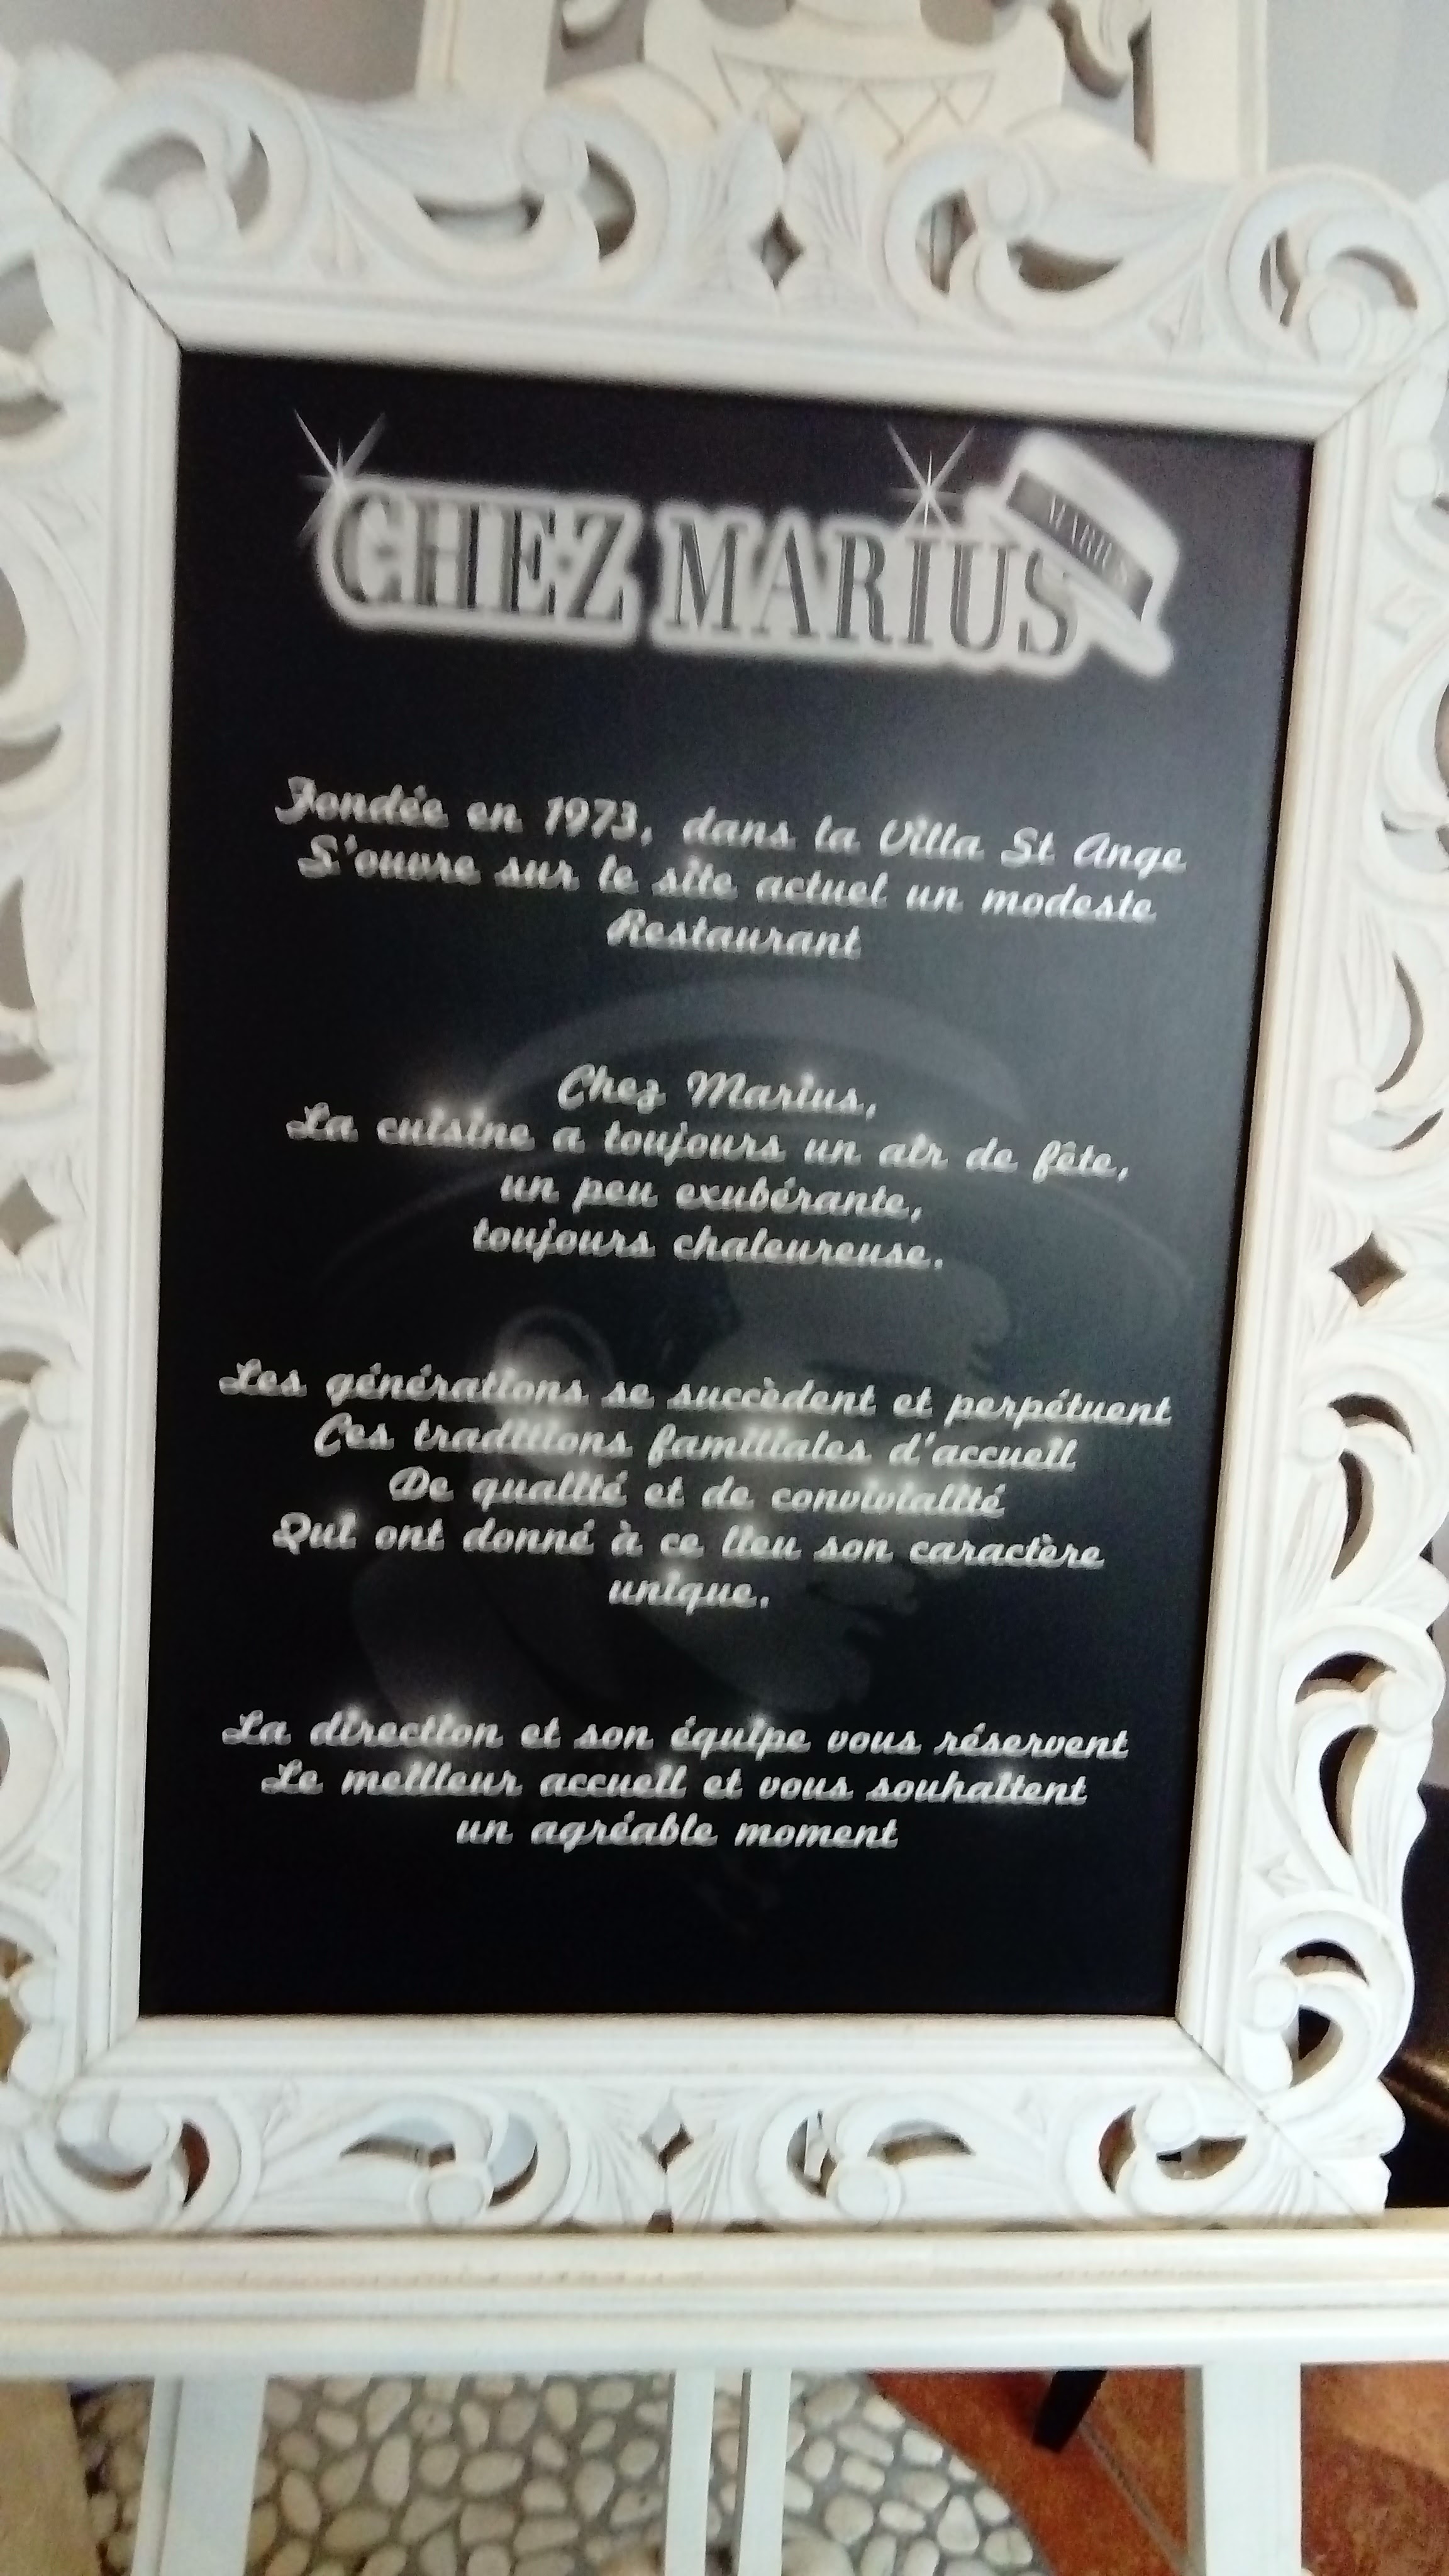 CHEZ MARIUS
MARIUS
Fondée en 1973, dans la Villa St Ange
S'ouvre sur le site actuel un modeste
Restaurant
Chez Marius,
La cuisine a toujours un air de fête,
un peu exubérante,
toujours chaleureuse.
Les générations se succèdent et perpétuent
Ces traditions familiales d'accueil
De qualité et de convivialité
Qui ont donné à ce lieu son caractère
unique.
La direction et son équipe vous réservent
Le meilleur accueil et vous souhaitent
un agréable moment